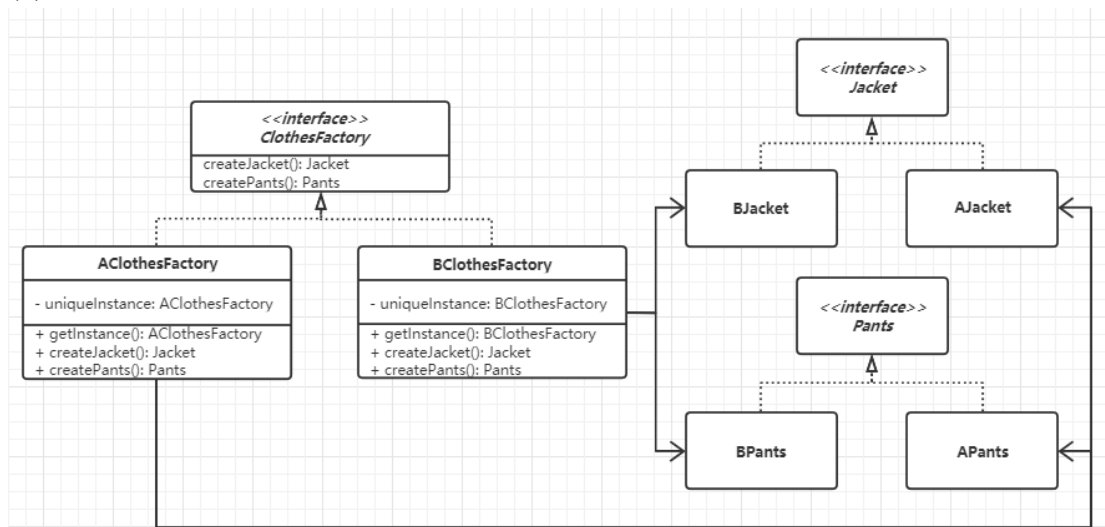 <<interface>>
Jacket
<<interface>>
ClothesFactory
createJacket(): Jacket
createPants(): Pants
BJacket
AJacket
AClothesFactory
- uniqueInstance: AClothesFactory
+ getInstance(): AClothesFactory
+ createJacket(): Jacket
+ createPants(): Pants
BClothesFactory
- uniqueInstance: BClothesFactory
+ getInstance(): BClothesFactory
+ createJacket(): Jacket
+ createPants(): Pants
<<interface>>
Pants
BPants
APants